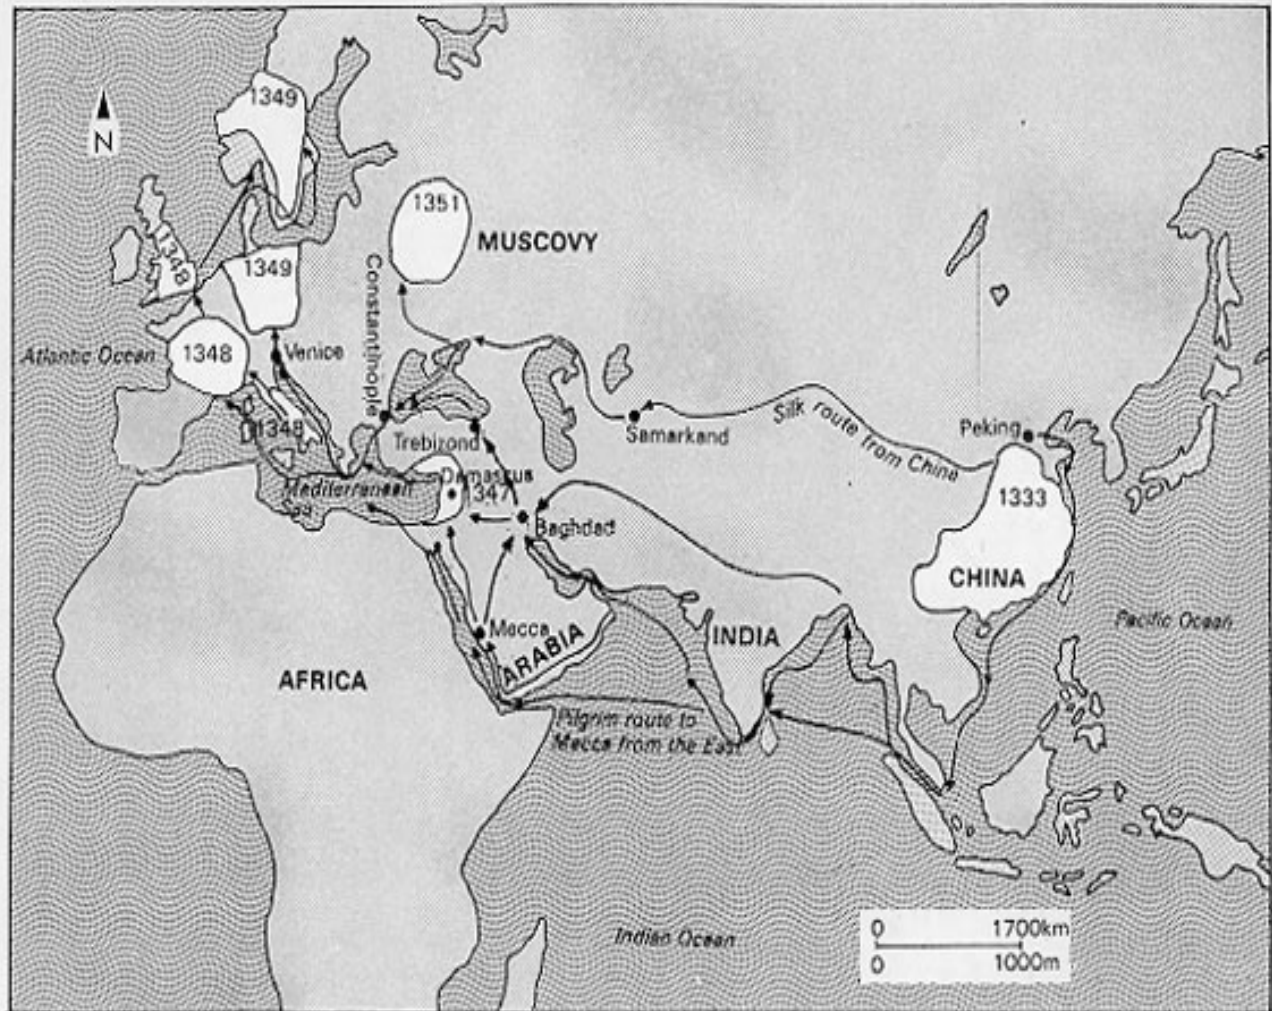 1349
N
1351
MUSCOVY
1348
1349
Constantinople
Atlantic Ocean
1348
Venice
1348
Trebizond
Samarkand
Silk route from China
Peking
Damascus
1347
Mediterranean
Sea
Baghdad
1333
CHINA
Mecca
ARABIA
INDIA
Pacific Ocean
AFRICA
Pilgrim route to
Mecca from the East
Indian Ocean
0 1700km
0 1000m